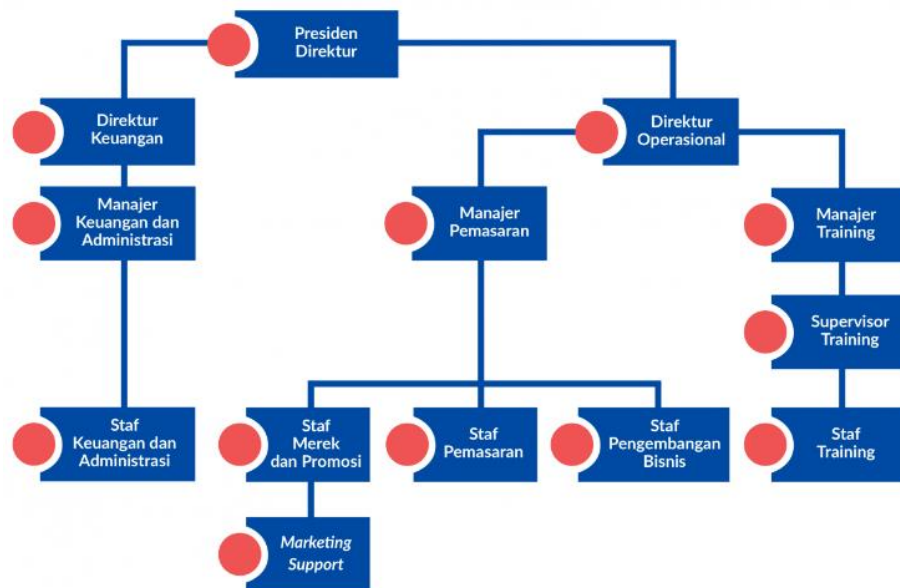 Presiden
Direktur
Direktur
Keuangan
Direktur
Operasional
Manajer
Keuangan dan
Administrasi
Manajer
Pemasaran
Manajer
Training
Supervisor
Training
Staf
Keuangan dan
Administrasi
Staf
Merek
dan Promosi
Staf
Pemasaran
Staf
Pengembangan
Bisnis
Staf
Training
Marketing
Support